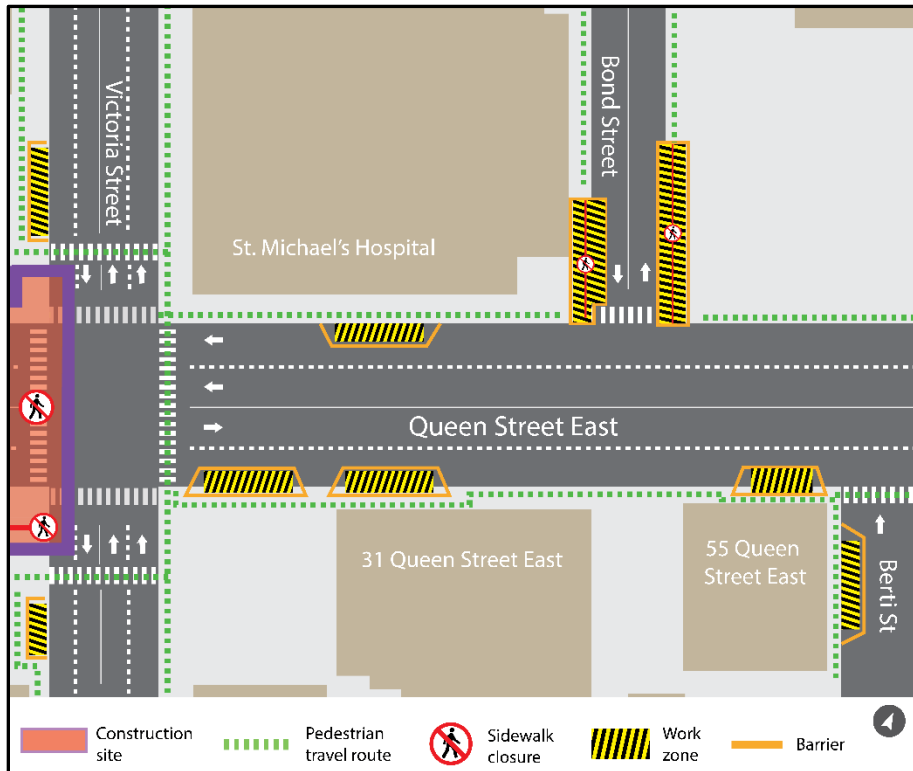 Victoria Street
Bond Street
St. Michael's Hospital
Queen Street East
31 Queen Street East
55 Queen
Street East
Berti St
Construction
site
Pedestrian
travel route
Sidewalk
closure
Work
zone
Barrier